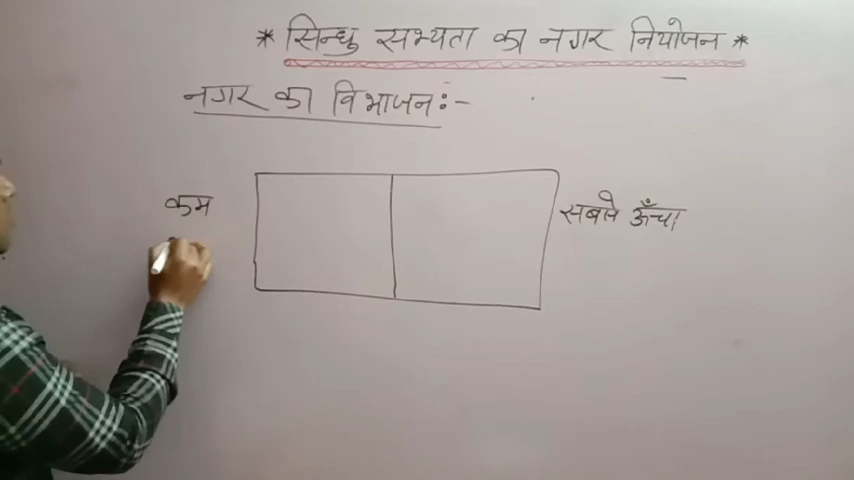 * सिन्धु सभ्यता का नगर नियोजन *
नगर का विभाजन :-
कम
सबसे ऊँचा